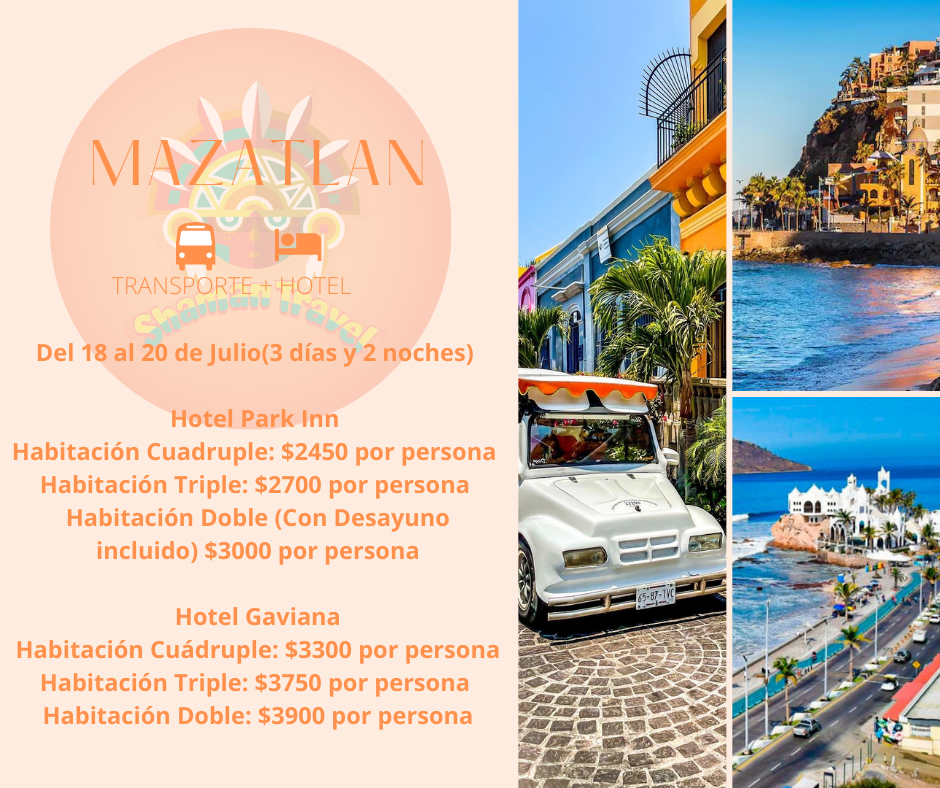 MAZATLAN
TRANSPORTE + HOTEL
Shaman Travel
Del 18 al 20 de Julio(3 días y 2 noches)
Hotel Park Inn
Habitación Cuadruple: $2450 por persona
Habitación Triple: $2700 por persona
Habitación Doble (Con Desayuno
incluido) $3000 por persona
Hotel Gaviana
Habitación Cuádruple: $3300 por persona
Habitación Triple: $3750 por persona
Habitación Doble: $3900 por persona